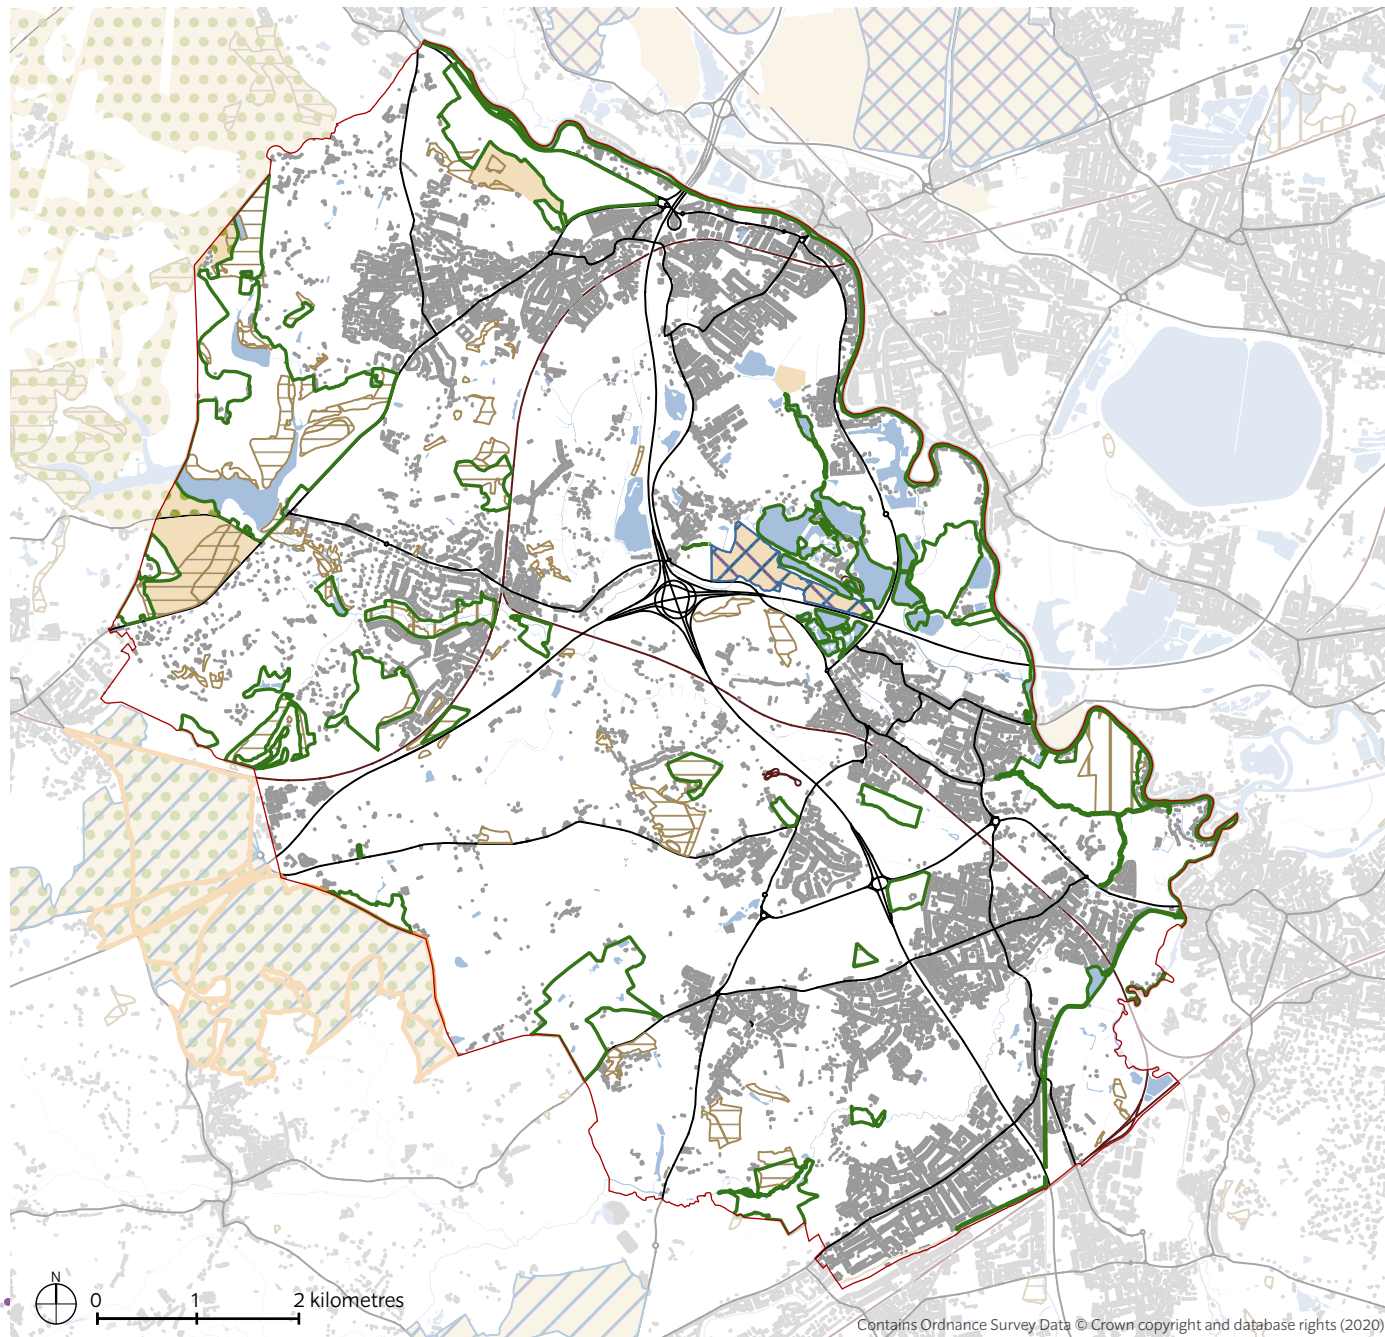 N
0 1 2 kilometres
Contains Ordnance Survey Data © Crown copyright and database rights (2020)